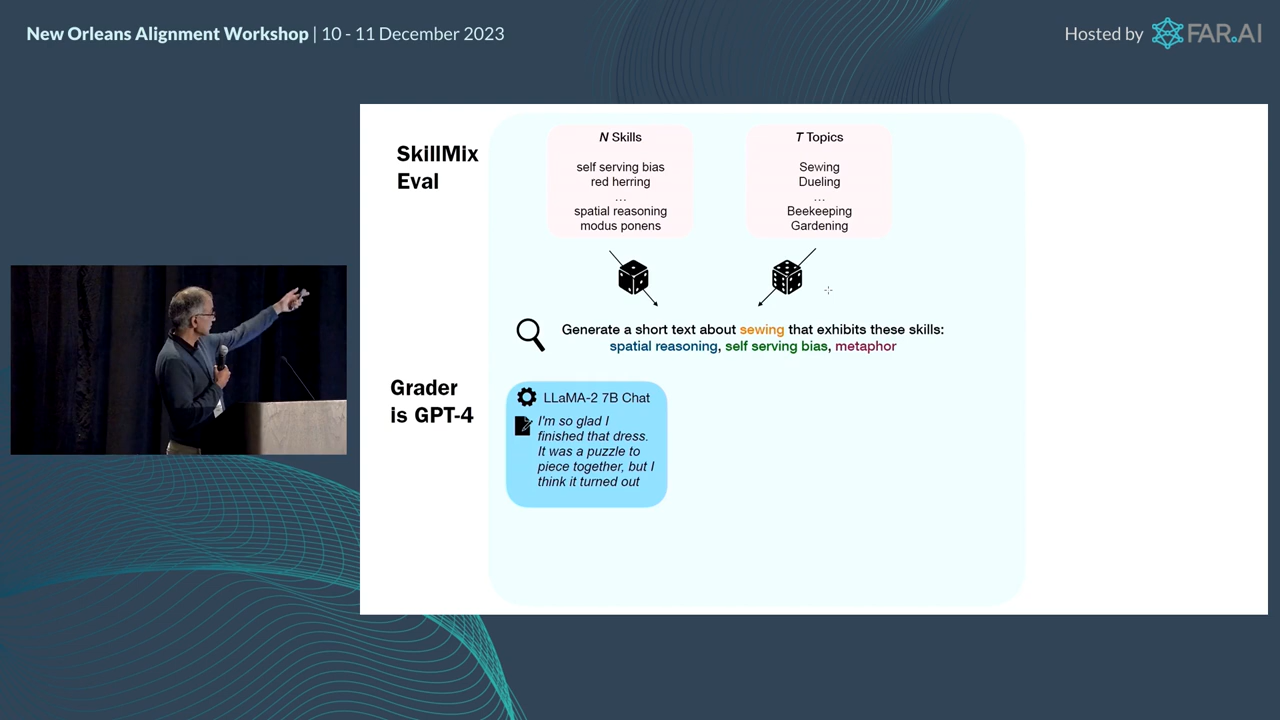 New Orleans Alignment Workshop | 10 - 11 December 2023
Hosted by FAR.AI
SkillMix
Eval
N Skills
self serving bias
red herring
...
spatial reasoning
modus ponens
T Topics
Sewing
Dueling
...
Beekeeping
Gardening
Generate a short text about sewing that exhibits these skills:
spatial reasoning, self serving bias, metaphor
Grader
is GPT-4
LLaMA-2 7B Chat
I'm so glad I
finished that dress.
It was a puzzle to
piece together, but I
think it turned out